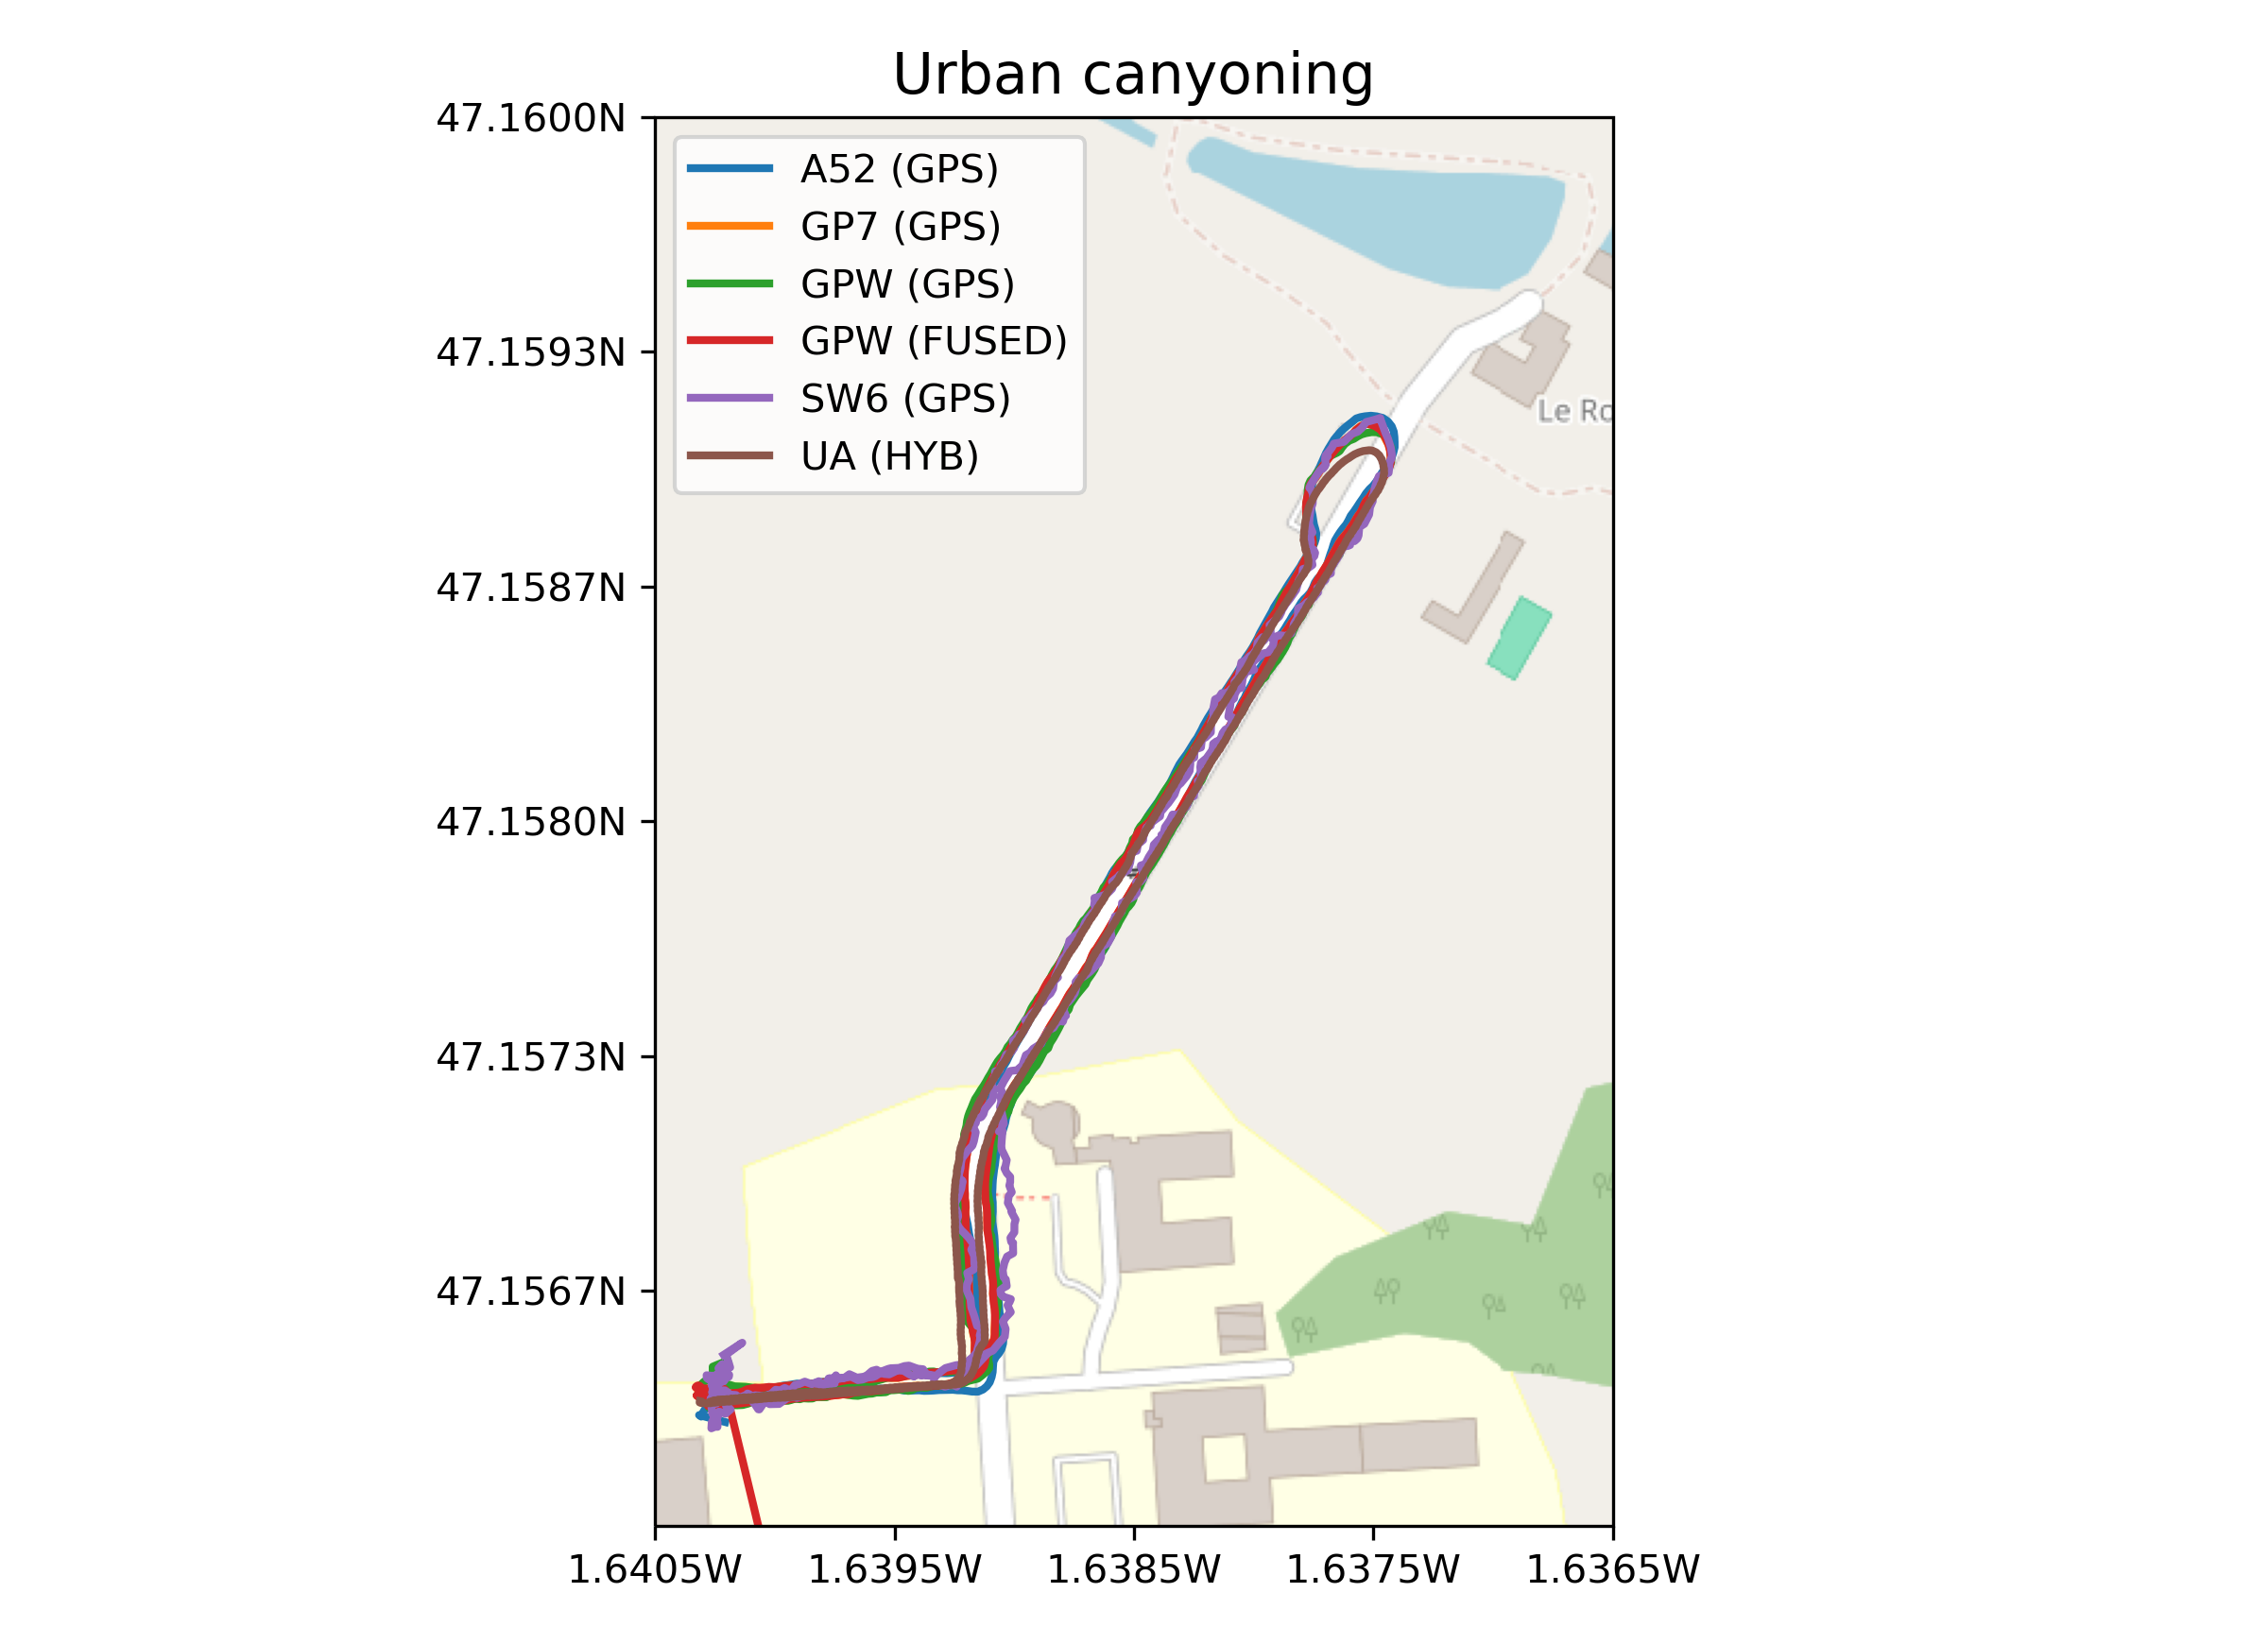 Urban canyoning
47.1600N
47.1593N
47.1587N
47.1580N
47.1573N
47.1567N
A52 (GPS)
GP7 (GPS)
GPW (GPS)
GPW (FUSED)
SW6 (GPS)
UA (HYB)
Le Ro
1.6405W
1.6395W
1.6385W
1.6375W
1.6365W